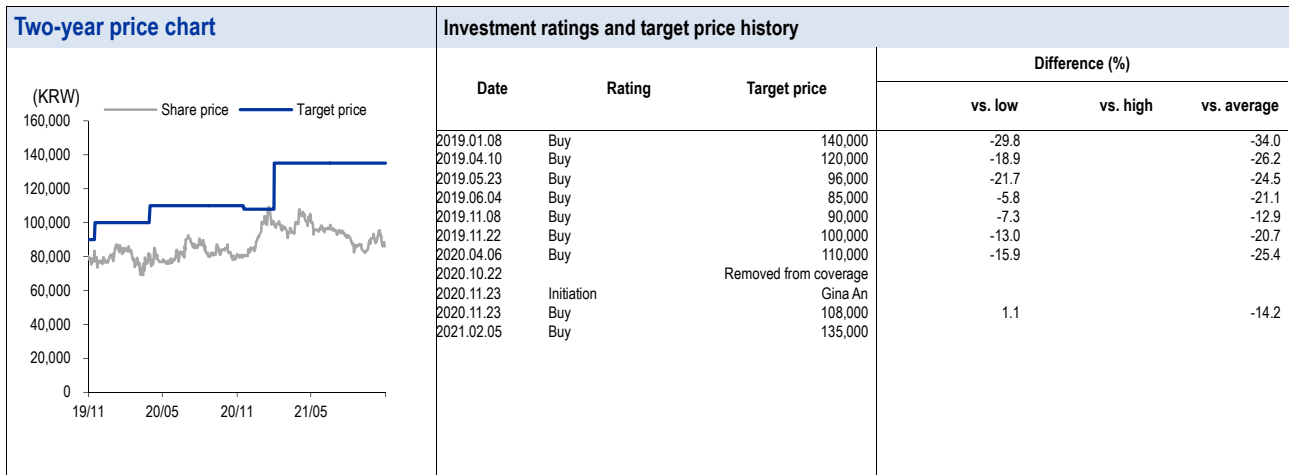 Two-year price chart
(KRW)
Share price Target price
160,000
140,000
120,000
100,000
80,000
60,000
40,000
20,000
0
19/11 20/05 20/11 21/05
Investment ratings and target price history
Difference (%)
Date Rating Target price
vs. low vs. high vs. average
2019.01.08 Buy 140,000 -29.8 -34.0
2019.04.10 Buy 120,000 -18.9 -26.2
2019.05.23 Buy 96,000 -21.7 -24.5
2019.06.04 Buy 85,000 -5.8 -21.1
2019.11.08 Buy 90,000 -7.3 -12.9
2019.11.22 Buy 100,000 -13.0 -20.7
2020.04.06 Buy 110,000 -15.9 -25.4
2020.10.22 Removed from coverage
2020.11.23 Initiation Gina An
2020.11.23 Buy 108,000 1.1 -14.2
2021.02.05 Buy 135,000